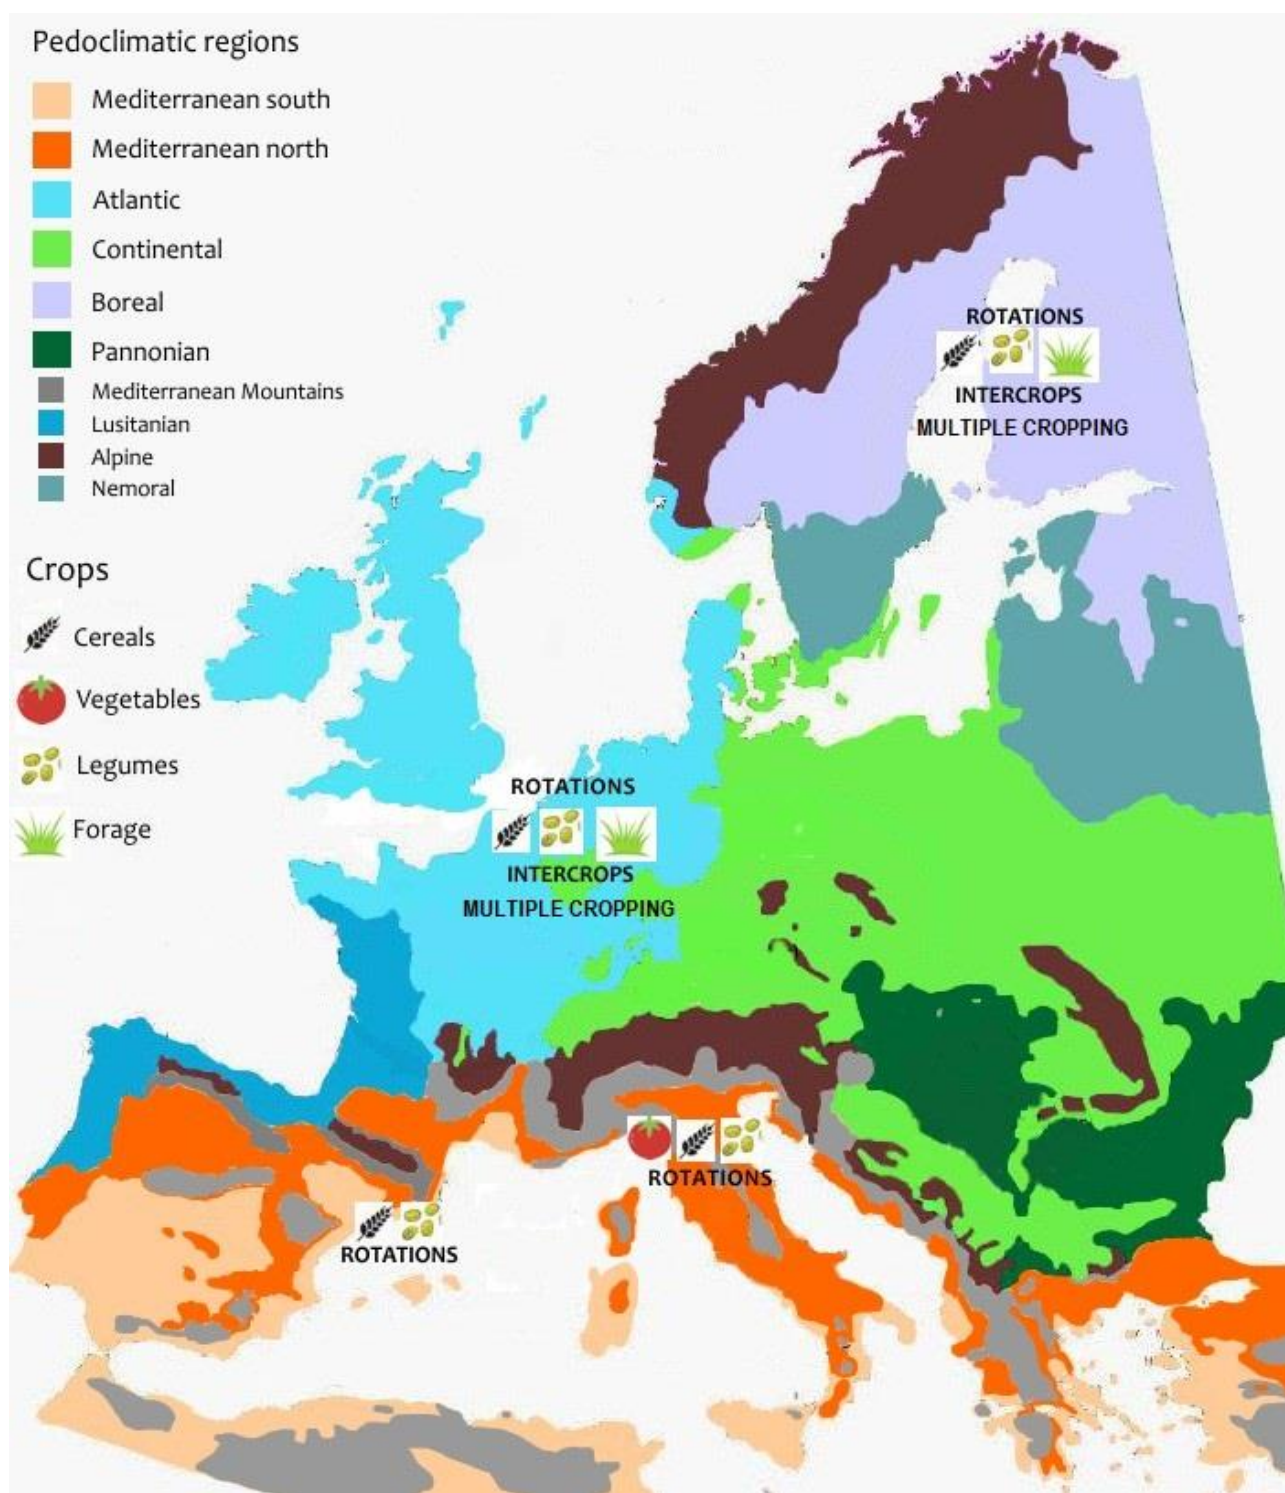 Pedoclimatic regions
Mediterranean south
Mediterranean north
Atlantic
Continental
Boreal
Pannonian
Mediterranean Mountains
Lusitanian
Alpine
Nemoral
Crops
Cereals
Vegetables
Legumes
Forage
ROTATIONS
INTERCROPS
MULTIPLE CROPPING
ROTATIONS
INTERCROPS
MULTIPLE CROPPING
ROTATIONS
ROTATIONS